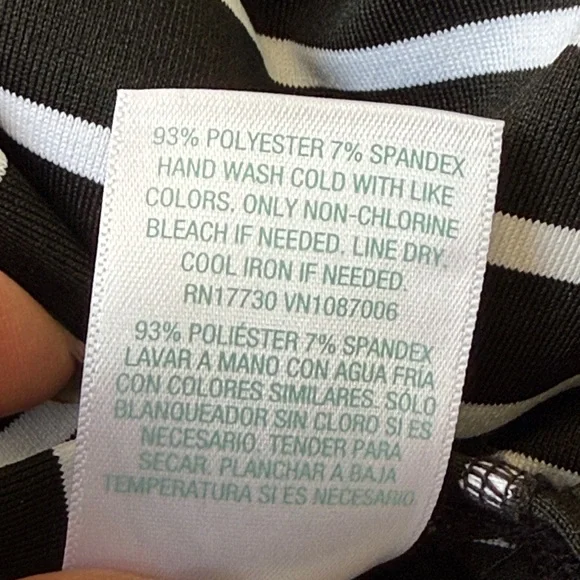 93% POLYESTER 7% SPANDEX
HAND WASH COLD WITH LIKE
COLORS. ONLY NON-CHLORINE
BLEACH IF NEEDED. LINE DRY.
COOL IRON IF NEEDED.
RN17730 VN1087006
93% POLIÉSTER 7% SPANDEX
LAVAR A MANO CON AGUA FRIA
CON COLORES SIMILARES. SÓLO
BLANQUEADOR SIN CLORO SI ES
NECESARIO. TENDER PARA
SECAR. PLANCHAR A BAJA
TEMPERATURA SI ES NECESARIO.